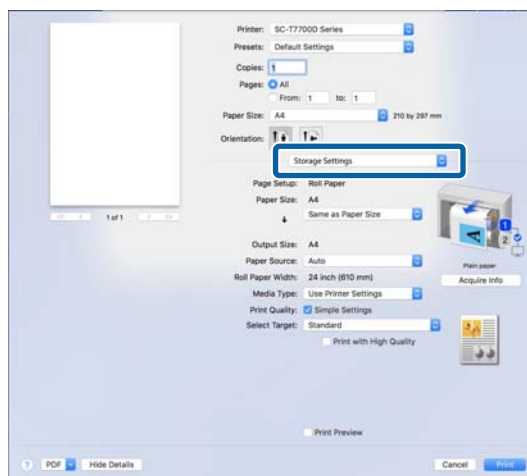 Printer: SC-T7700D Series
Presets: Default Settings
Copies: 1
Pages: All
From: 1 to: 1
Paper Size: A4 210 by 297 mm
Orientation:
Storage Settings
Page Setup: Roll Paper
Paper Size: A4
Same as Paper Size
1 of 1
Output Size: A4
Paper Source: Auto
Roll Paper Width: 24 inch (610 mm)
Media Type: Use Printer Settings
Print Quality: Simple Settings
Select Target: Standard
Print with High Quality
A
1
2
Plain paper
Acquire Info
Print Preview
? PDF Hide Details Cancel Print